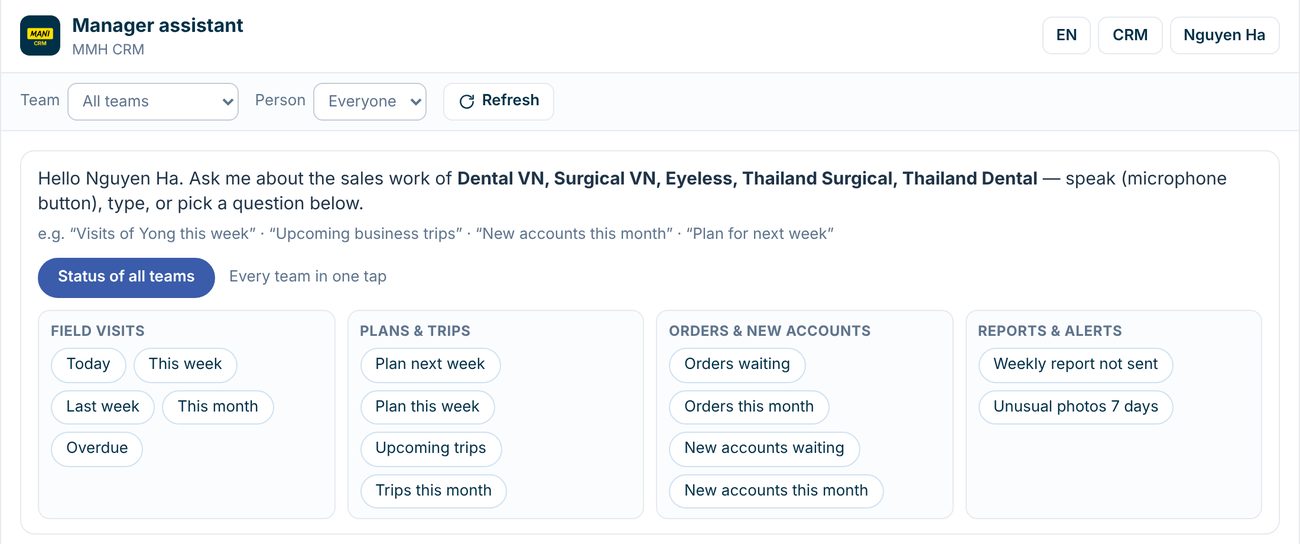 MANI
CRM
Manager assistant
MMH CRM
EN
CRM
Nguyen Ha
Team
All teams
Person
Everyone
Refresh
Hello Nguyen Ha. Ask me about the sales work of Dental VN, Surgical VN, Eyeless, Thailand Surgical, Thailand Dental — speak (microphone
button), type, or pick a question below.
e.g. “Visits of Yong this week” · “Upcoming business trips” · “New accounts this month” · “Plan for next week”
Status of all teams
Every team in one tap
FIELD VISITS
Today
This week
Last week
This month
Overdue
PLANS & TRIPS
Plan next week
Plan this week
Upcoming trips
Trips this month
ORDERS & NEW ACCOUNTS
Orders waiting
Orders this month
New accounts waiting
New accounts this month
REPORTS & ALERTS
Weekly report not sent
Unusual photos 7 days